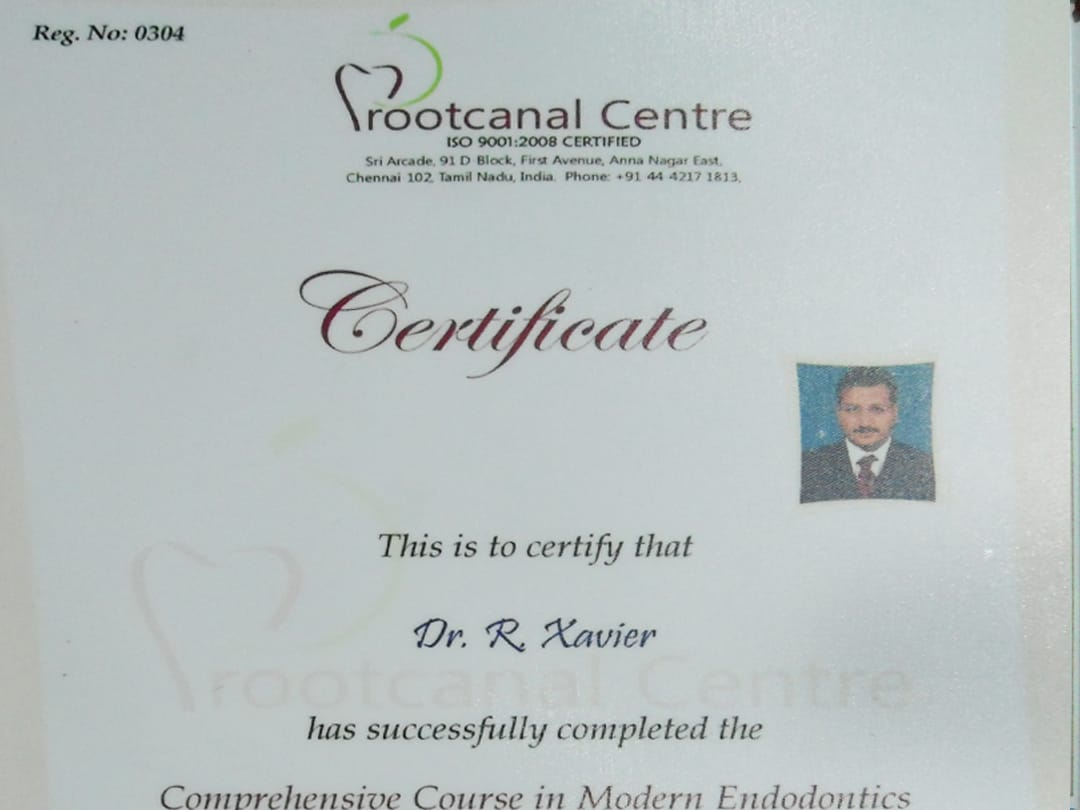 Reg. No: 0304
rootcanal Centre
ISO 9001:2008 CERTIFIED
Sri Arcade, 91 D Block, First Avenue, Anna Nagar East,
Chennai 102, Tamil Nadu, India. Phone: +91 44 4217 1813,
Certificate
This is to certify that
Dr. R. Xavier
rootcanal Centre
has successfully completed the
Comprehensive Course in Modern Endodontics